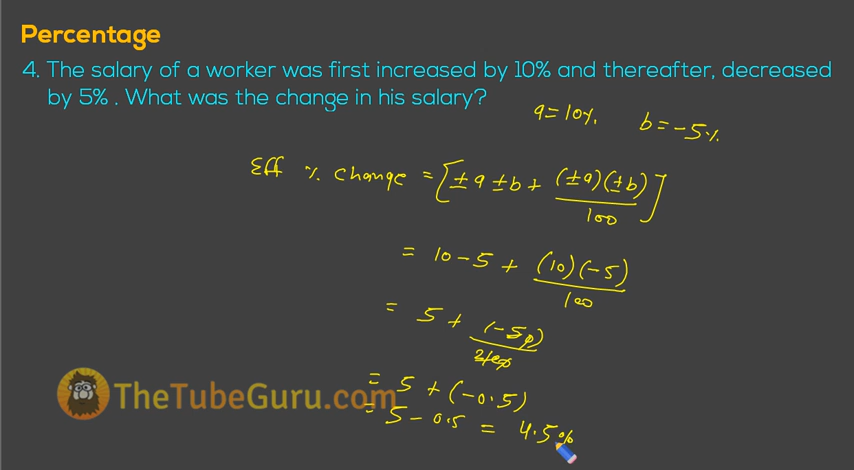 Percentage
4. The salary of a worker was first increased by 10% and thereafter, decreased
by 5% . What was the change in his salary?
a = 10%, b = -5%
Eff % change = [±a ±b + (±a)(±b)/100]
= 10 - 5 + (10)(-5)/100
= 5 + (-50)
= 5 + (-0.5)
= 5 - 0.5 = 4.5%
TheTubeGuru.com